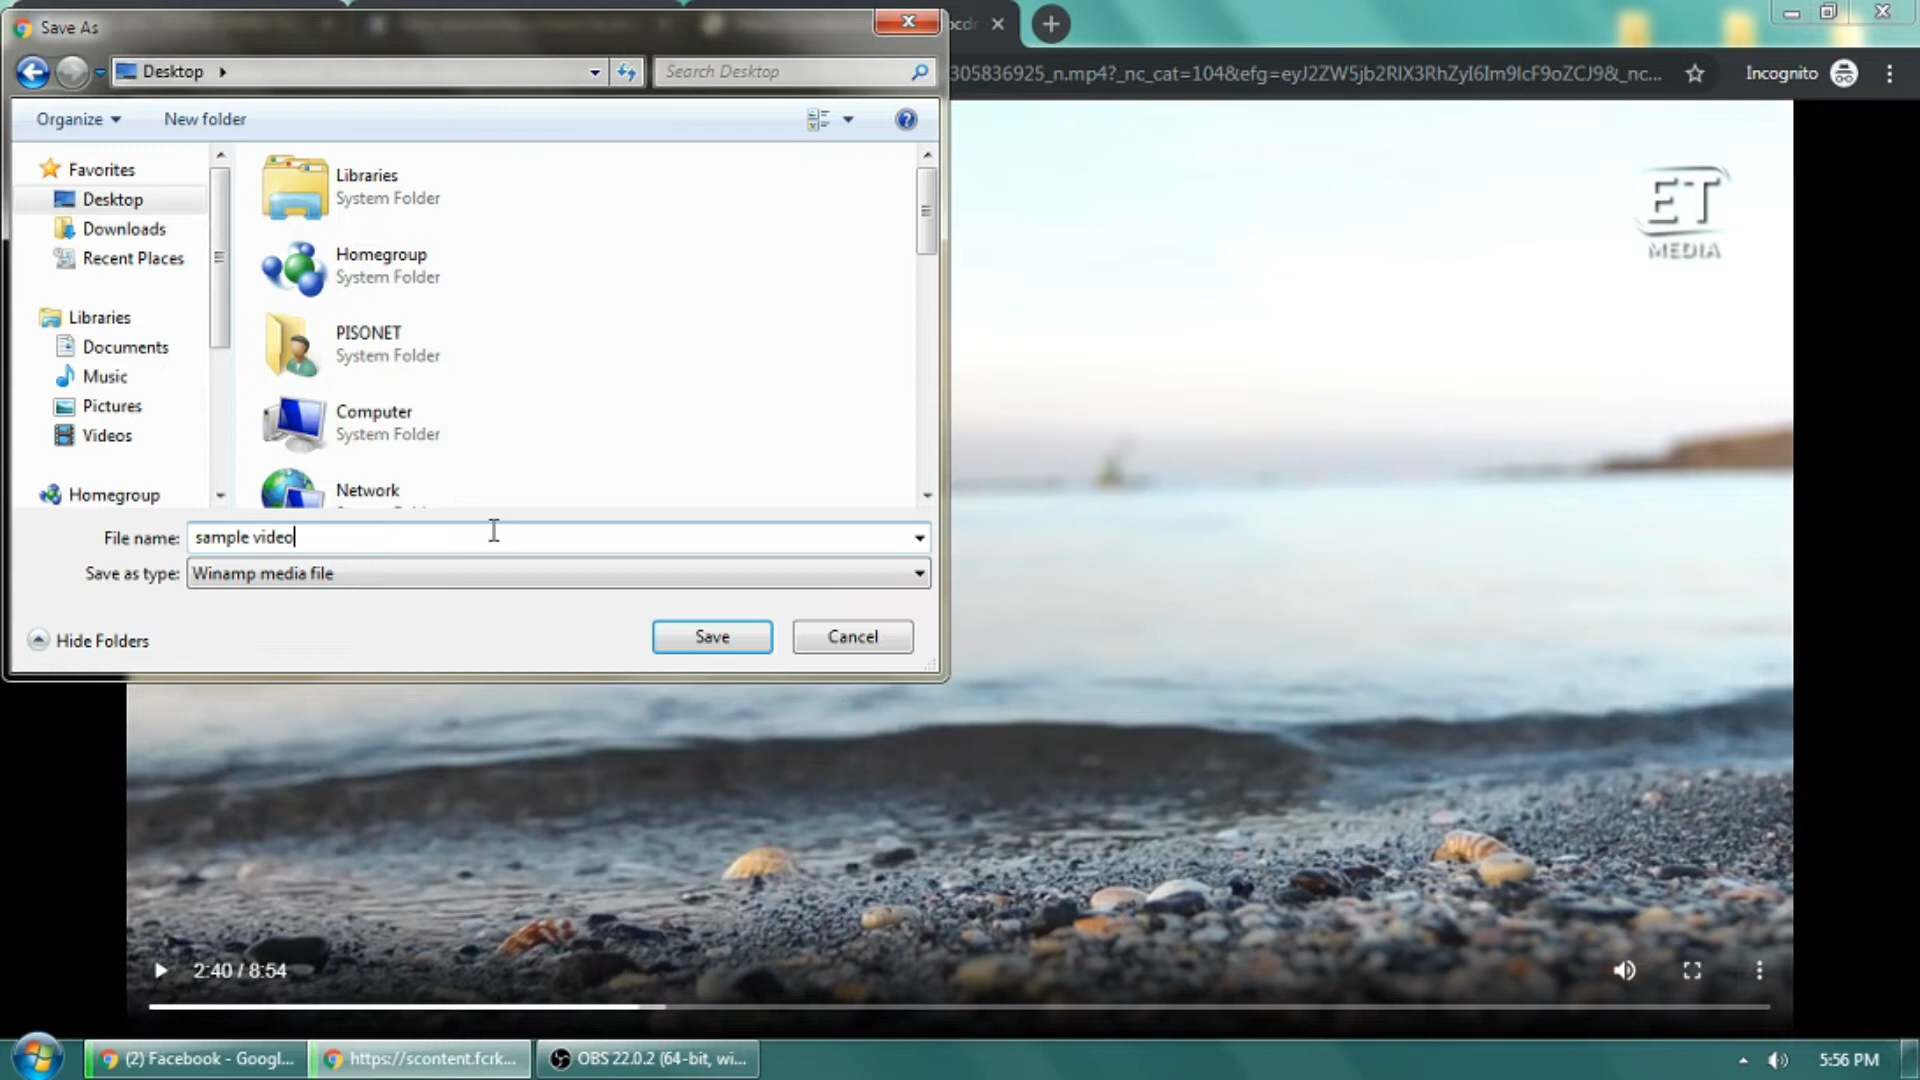 Save As
ocdn
305836925_n.mp4?_nc_cat=104&efg=eyJ2ZW5jb2RlX3RhZyI6Im9lcF9oZCJ9&_nc...
Incognito
Desktop
Search Desktop
Organize
New folder
Favorites
Desktop
Downloads
Recent Places
Libraries
Documents
Music
Pictures
Videos
Homegroup
Libraries
System Folder
Homegroup
System Folder
PISONET
System Folder
Computer
System Folder
Network
File name: sample video
Save as type: Winamp media file
Hide Folders
Save
Cancel
ET
MEDIA
2:40 / 8:54
(2) Facebook - Googl...
https://scontent.fcrk...
OBS 22.0.2 (64-bit, wi...
5:56 PM